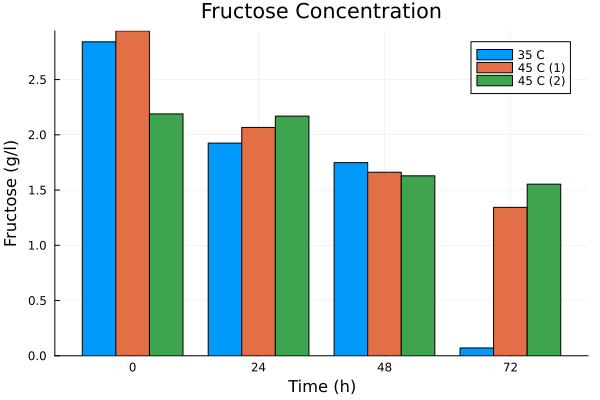 Fructose Concentration
35 C
45 C (1)
45 C (2)
Fructose (g/l)
2.5
2.0
1.5
1.0
0.5
0.0
0 24 48 72
Time (h)